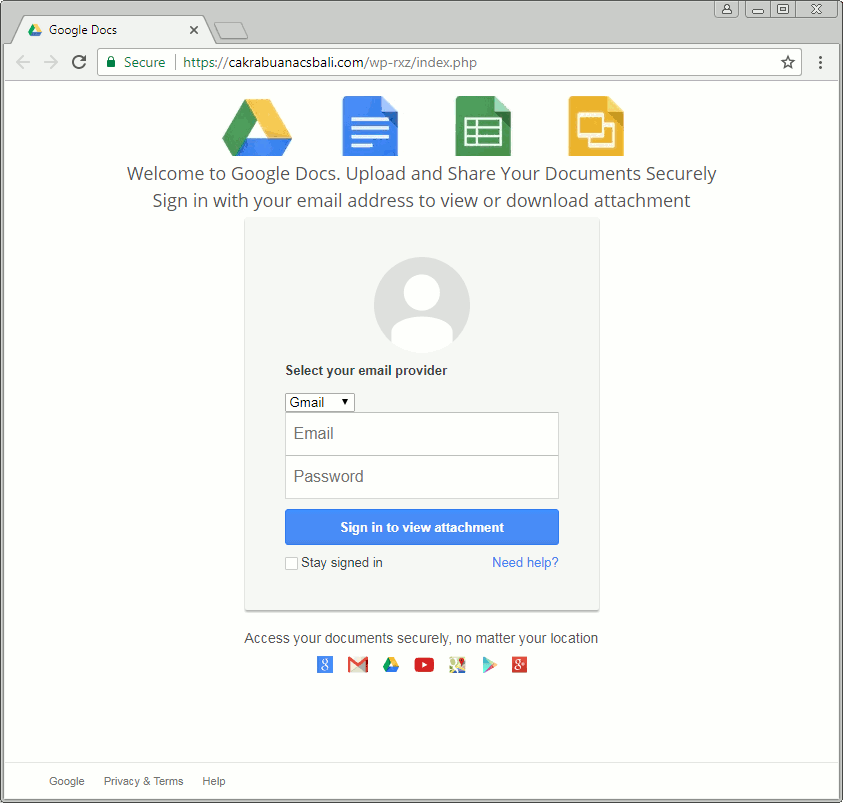 Google Docs
Secure https://cakrabuanacsbali.com/wp-rxz/index.php
Welcome to Google Docs. Upload and Share Your Documents Securely
Sign in with your email address to view or download attachment
Select your email provider
Gmail
Email
Password
Sign in to view attachment
Stay signed in Need help?
Access your documents securely, no matter your location
8 8+
Google Privacy & Terms Help